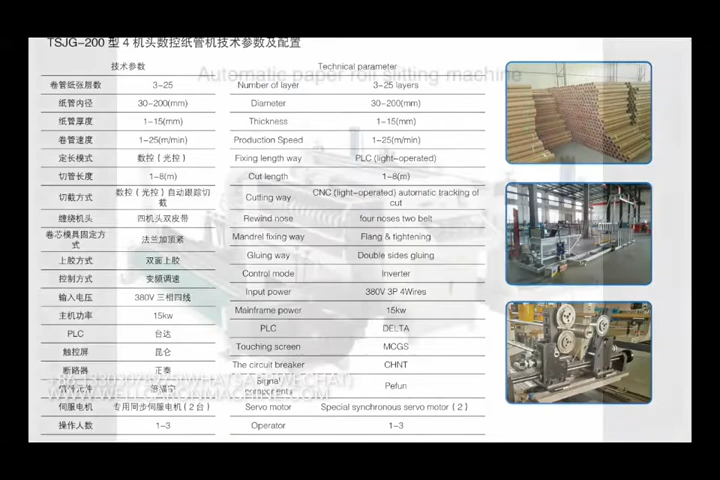 TSJG-200 型 4 机头数控纸管机技术参数及配置
Automatic paper roll slitting machine
技术参数
卷管纸张层数 3-25
纸管内径 30-200(mm)
纸管厚度 1-15(mm)
卷管速度 1-25(m/min)
定长模式 数控（光控）
切管长度 1-8(m)
切截方式 数控（光控）自动跟踪切
截
缠绕机头 四机头双皮带
卷芯模具固定方
式 法兰加顶紧
上胶方式 双面上胶
控制方式 变频调速
输入电压 380V 三相四线
主机功率 15kw
PLC 台达
触控屏 昆仑
断路器 正泰
伺服电机 专用同步伺服电机（2台）
操作人数 1-3
Technical parameter
Number of layer 3-25 layers
Diameter 30-200(mm)
Thickness 1-15(mm)
Production Speed 1-25(m/min)
Fixing length way PLC (light-operated)
Cut length 1-8(m)
Cutting way CNC (light-operated) automatic tracking of
cut
Rewind nose four noses two belt
Mandrel fixing way Flang & tightening
Gluing way Double sides gluing
Control mode Inverter
Input power 380V 3P 4Wires
Mainframe power 15kw
PLC DELTA
Touching screen MCGS
The circuit breaker CHNT
Signal
components Pefun
Servo motor Special synchronous servo motor（2）
Operator 1-3